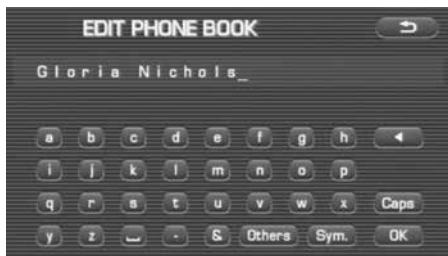 EDIT PHONE BOOK
Gloria Nichols_
a b c d e f g h
i j k l m n o p
q r s t u v w x Caps
y z - & Others Sym. OK